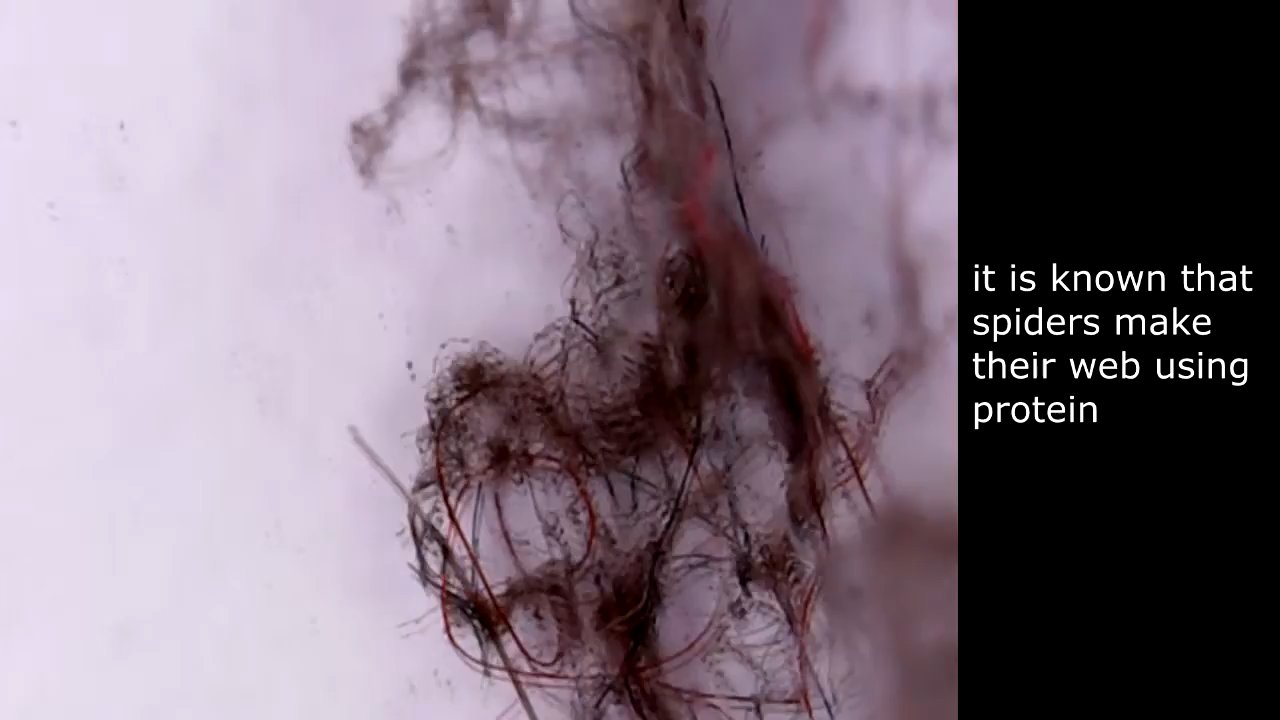 it is known that
spiders make
their web using
protein